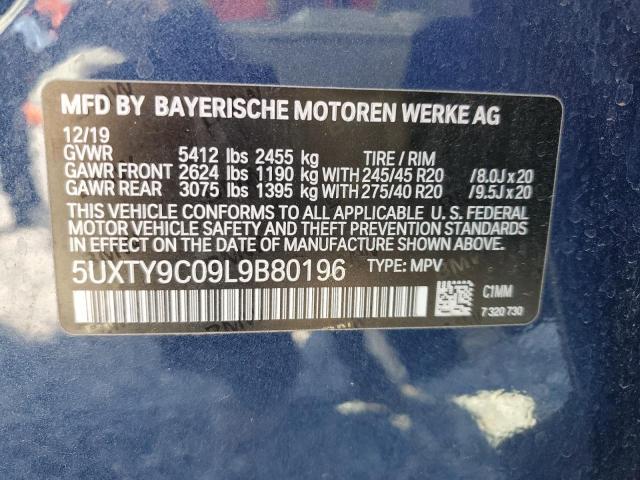 MFD BY BAYERISCHE MOTOREN WERKE AG
12/19
GVWR 5412 lbs 2455 kg TIRE / RIM
GAWR FRONT 2624 lbs 1190 kg WITH 245/45 R20 /8.0J x 20
GAWR REAR 3075 lbs 1395 kg WITH 275/40 R20 /9.5J x 20
THIS VEHICLE CONFORMS TO ALL APPLICABLE U. S. FEDERAL
MOTOR VEHICLE SAFETY AND THEFT PREVENTION STANDARDS
IN EFFECT ON THE DATE OF MANUFACTURE SHOWN ABOVE.
5UXTY9C09L9B80196 TYPE: MPV
C1MM
7 320 730